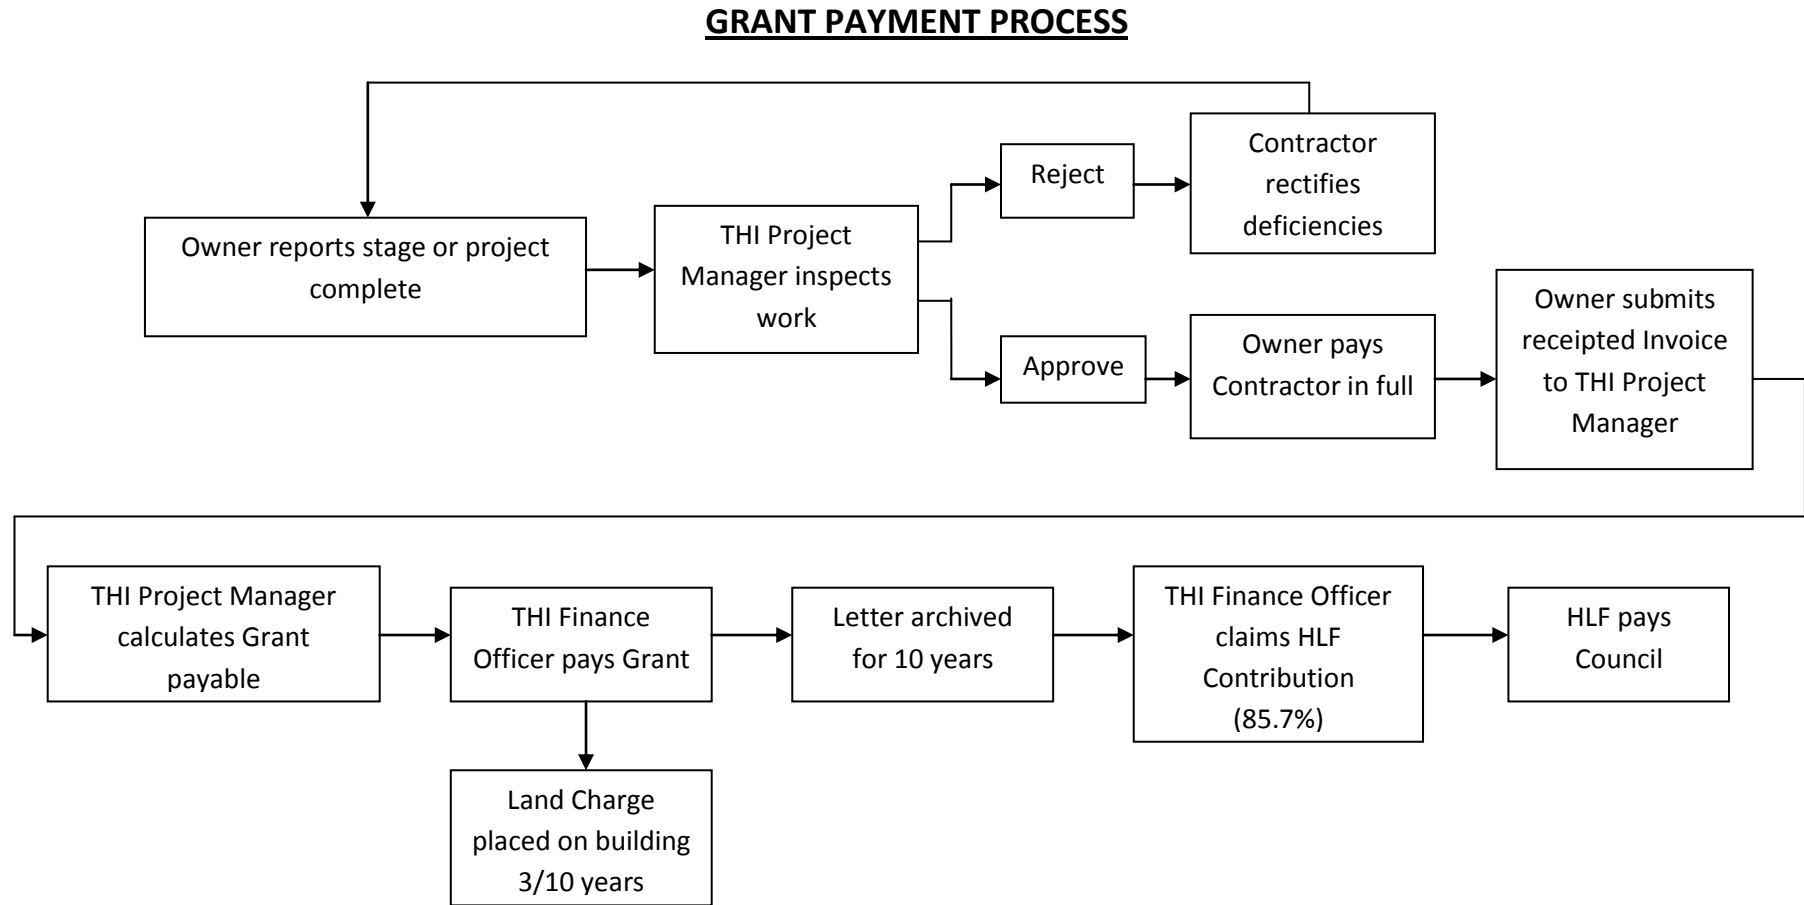 GRANT PAYMENT PROCESS
Owner reports stage or project
complete
THI Project
Manager inspects
work
Reject
Contractor
rectifies
deficiencies
Approve
Owner pays
Contractor in full
Owner submits
receipted Invoice
to THI Project
Manager
THI Project Manager
calculates Grant
payable
THI Finance
Officer pays Grant
Land Charge
placed on building
3/10 years
Letter archived
for 10 years
THI Finance Officer
claims HLF
Contribution
(85.7%)
HLF pays
Council